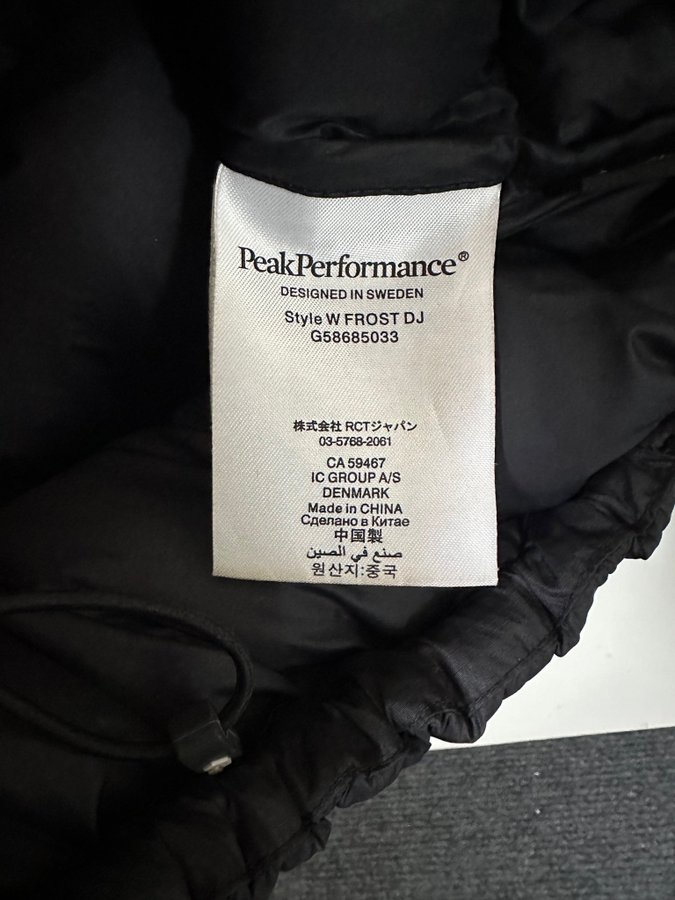 PeakPerformance®
DESIGNED IN SWEDEN
Style W FROST DJ
G58685033
株式会社 RCTジャパン
03-5768-2061
CA 59467
IC GROUP A/S
DENMARK
Made in CHINA
Сделано в Китае
中国製
صنع في الصين
원산지:중국